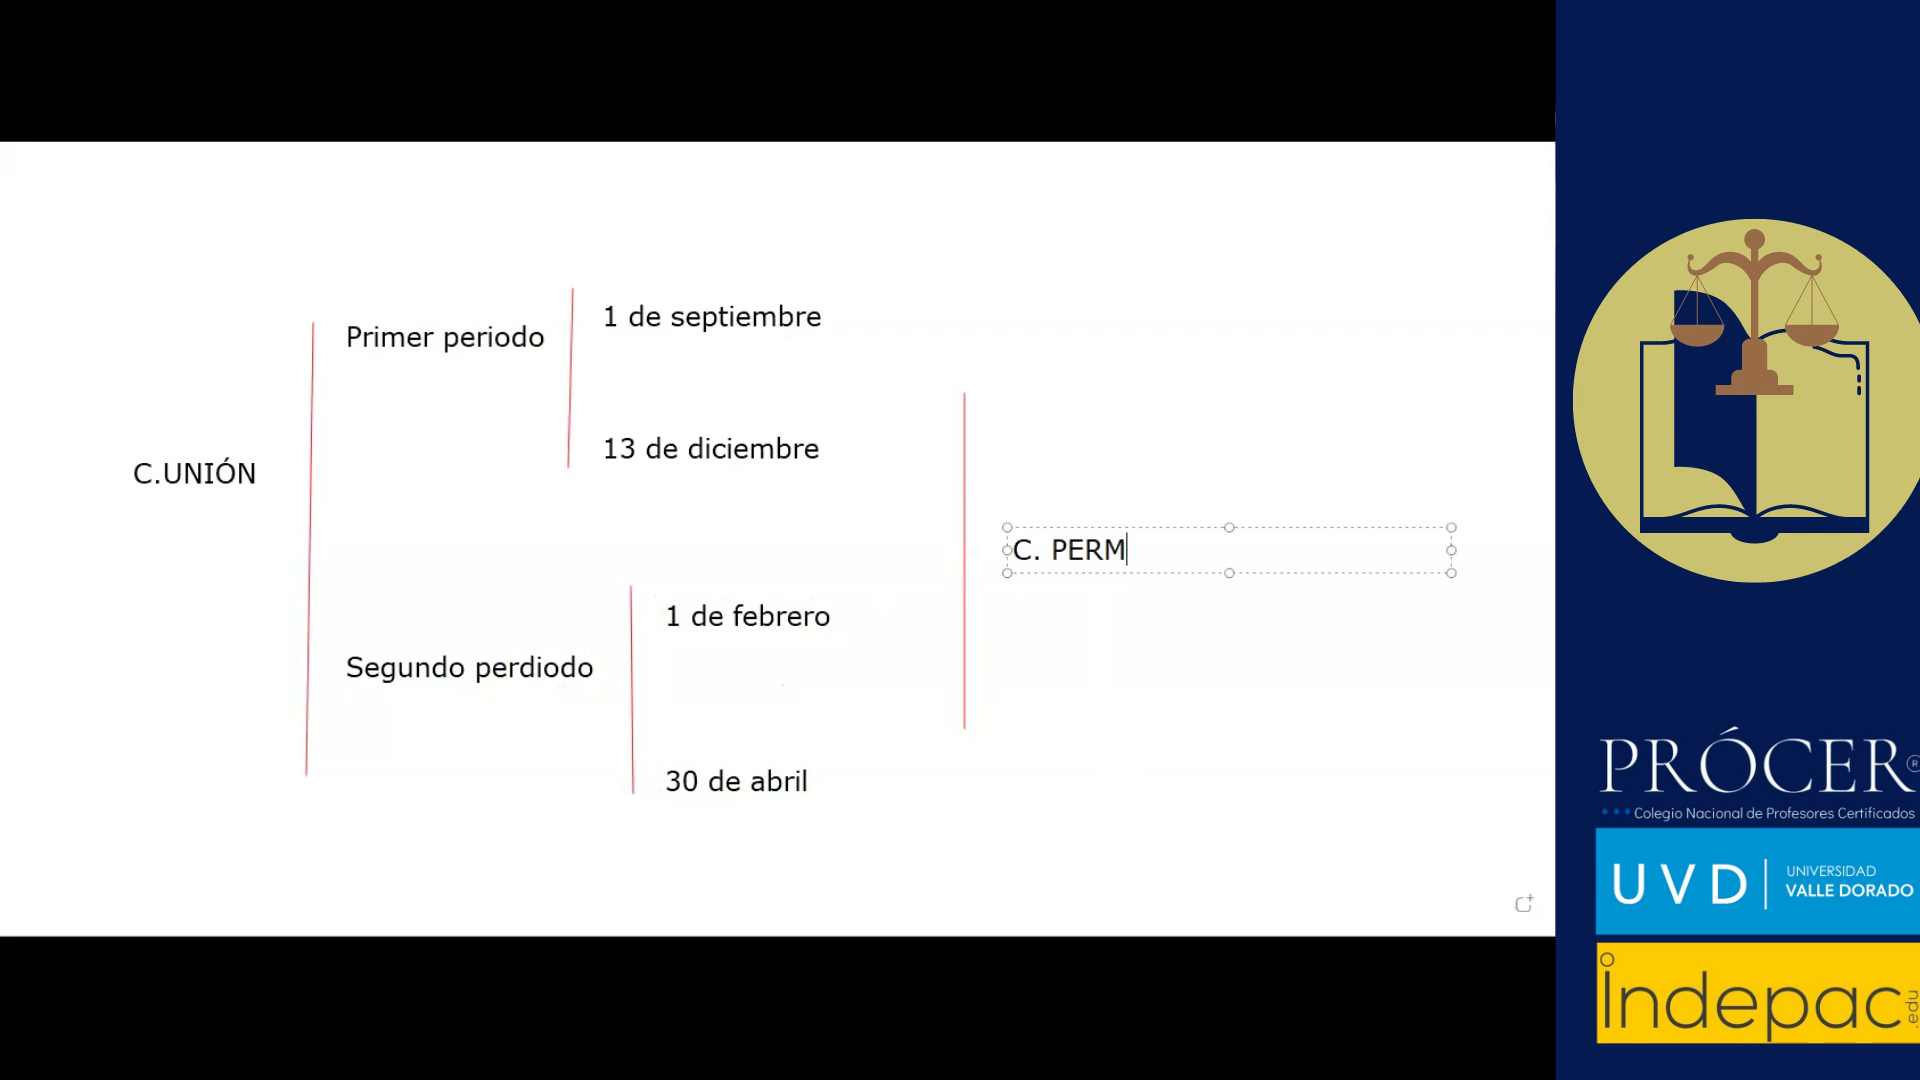 C.UNIÓN
Primer periodo
1 de septiembre
13 de diciembre
Segundo perdiodo
1 de febrero
30 de abril
C. PERM
PRÓCER®
Colegio Nacional de Profesores Certificados
UVD
UNIVERSIDAD
VALLE DORADO
Indepac
.edu